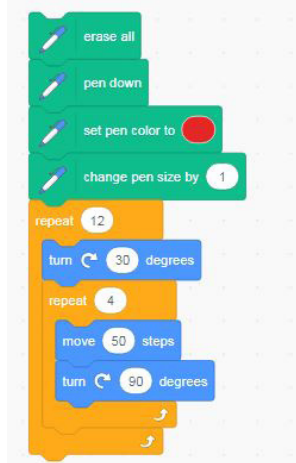 erase all
pen down
set pen color to
change pen size by 1
repeat 12
turn 30 degrees
repeat 4
move 50 steps
turn 90 degrees